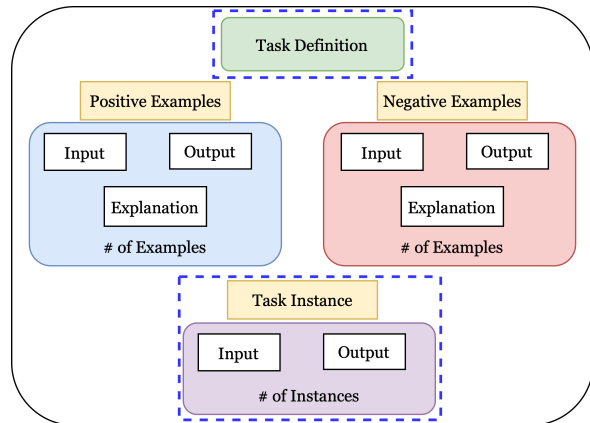 Task Definition
Positive Examples
Input
Output
Explanation
# of Examples
Negative Examples
Input
Output
Explanation
# of Examples
Task Instance
Input
Output
# of Instances